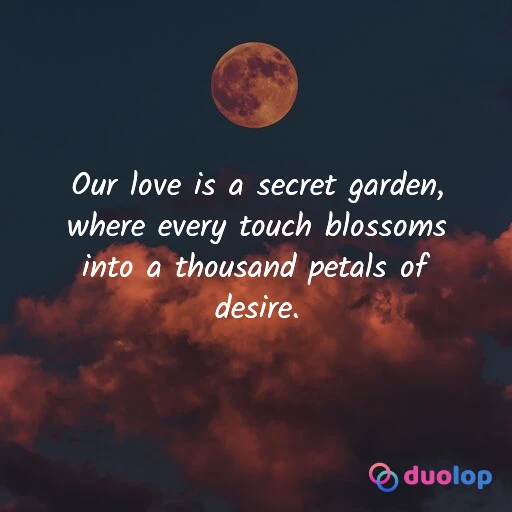 Our love is a secret garden,
where every touch blossoms
into a thousand petals of
desire.
duolop